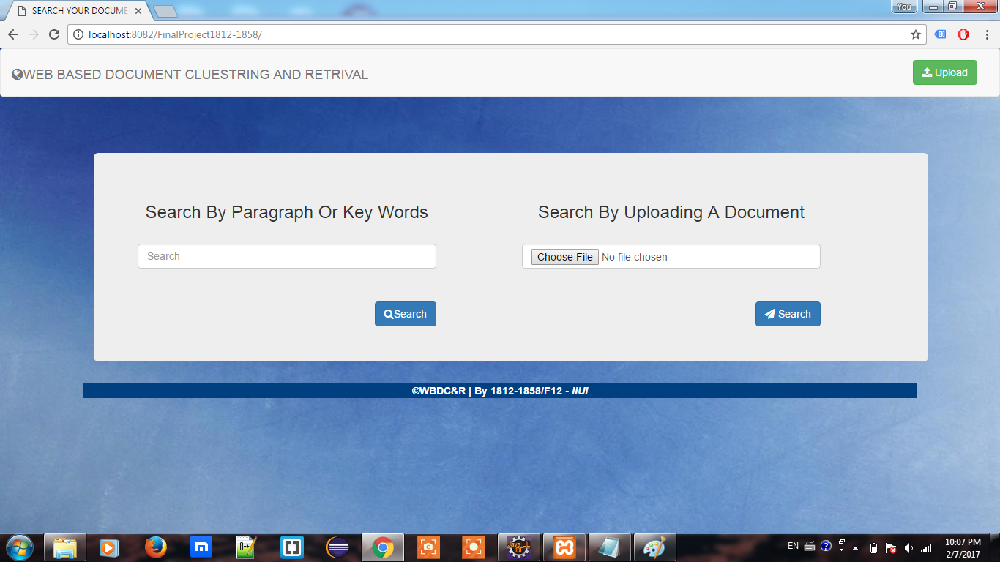 SEARCH YOUR DOCUME
You
localhost:8082/FinalProject1812-1858/
WEB BASED DOCUMENT CLUESTRING AND RETRIVAL
Upload
Search By Paragraph Or Key Words
Search By Uploading A Document
Search
Choose File No file chosen
Search
Search
©WBDC&R | By 1812-1858/F12 - IIUI
Java EE
IDE
EN
10:07 PM
2/7/2017